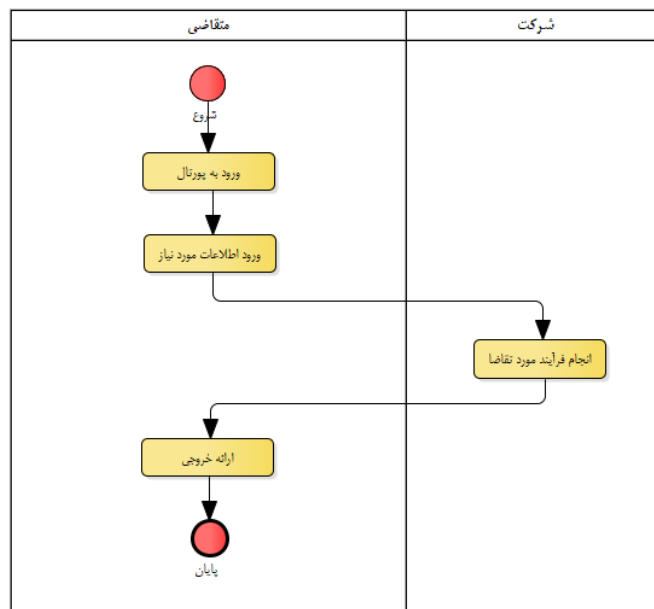 شرکت
متقاضی
شروع
ورود به پورتال
ورود اطلاعات مورد نیاز
انجام فرآیند مورد تقاضا
ارائه خروجی
پایان